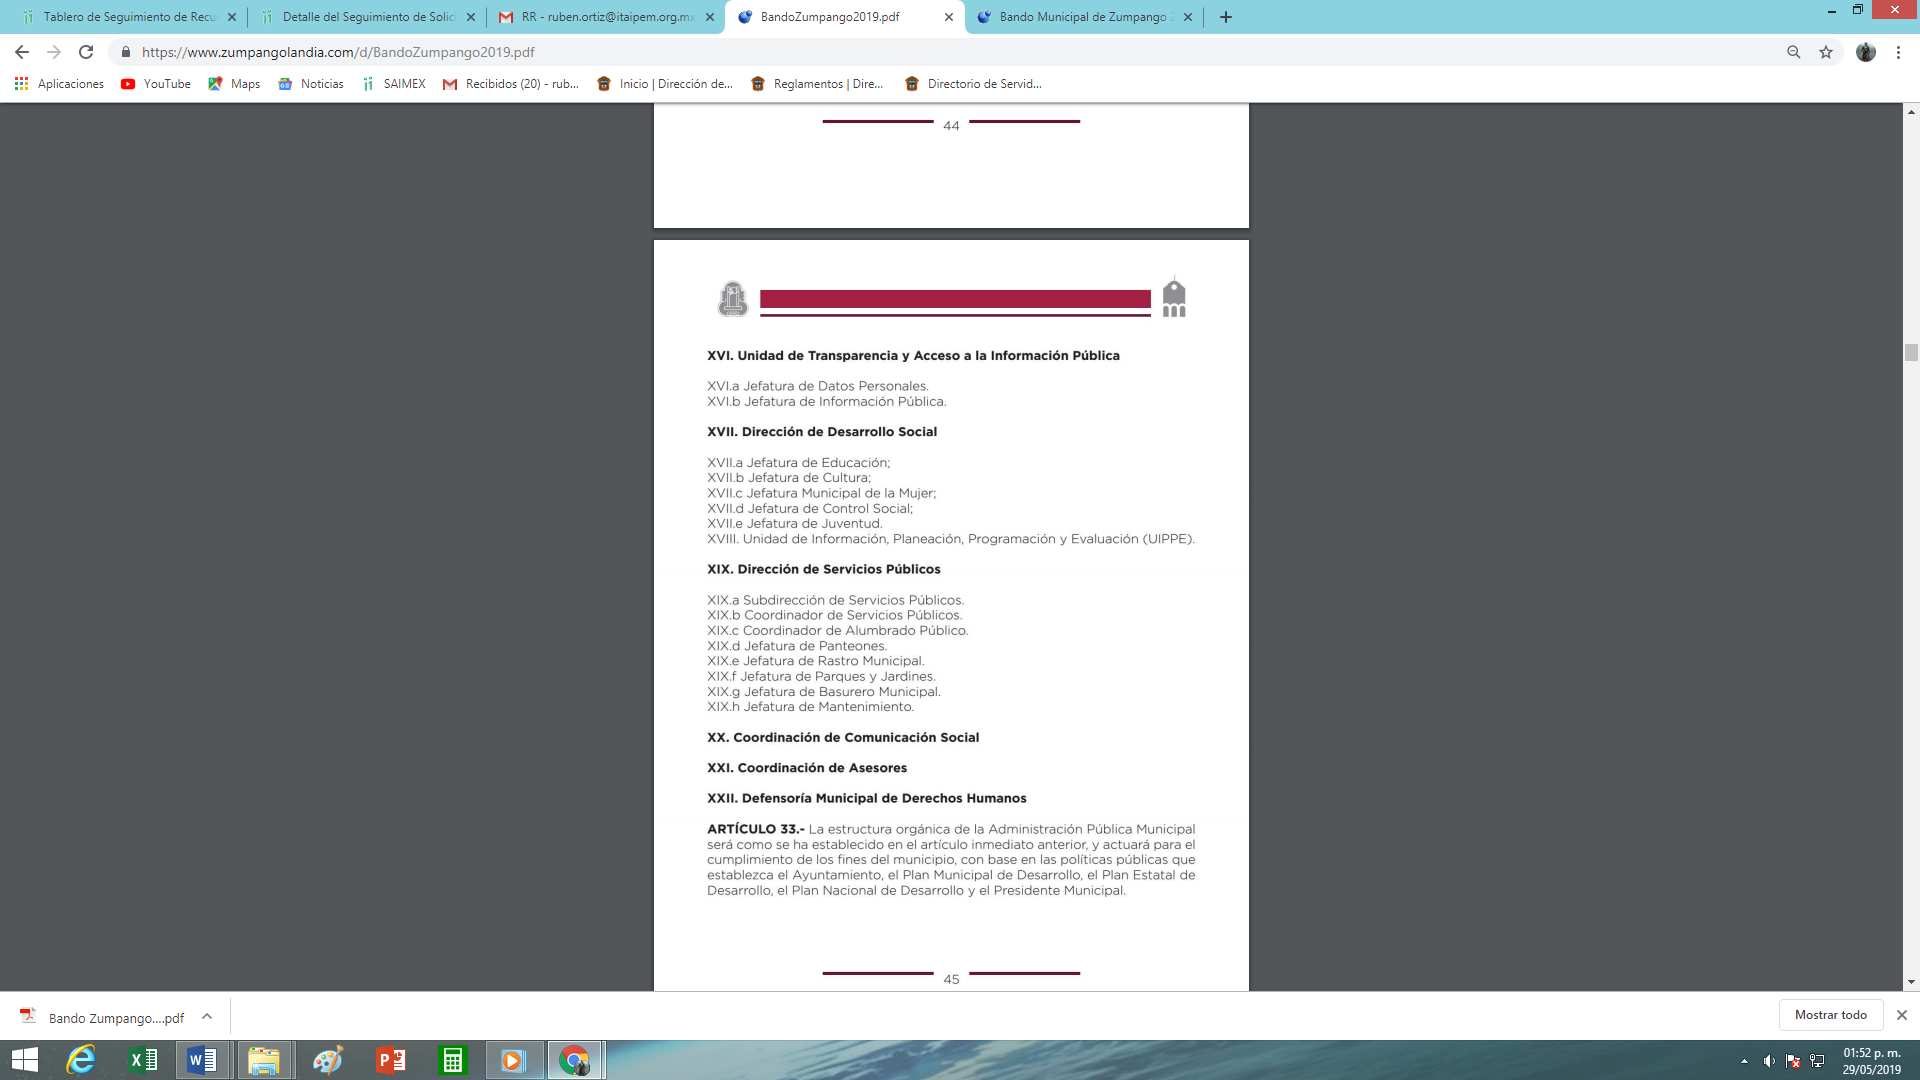 Tablero de Seguimiento de Recu
Detalle del Seguimiento de Solici
RR - ruben.ortiz@itaipem.org.mx
BandoZumpango2019.pdf
Bando Municipal de Zumpango 2
https://www.zumpangolandia.com/d/BandoZumpango2019.pdf
Aplicaciones
YouTube
Maps
Noticias
SAIMEX
Recibidos (20) - rub...
Inicio | Dirección de...
Reglamentos | Dire...
Directorio de Servid...
44
XVI. Unidad de Transparencia y Acceso a la Información Pública
XVI.a Jefatura de Datos Personales.
XVI.b Jefatura de Información Pública.
XVII. Dirección de Desarrollo Social
XVII.a Jefatura de Educación;
XVII.b Jefatura de Cultura;
XVII.c Jefatura Municipal de la Mujer;
XVII.d Jefatura de Control Social;
XVII.e Jefatura de Juventud.
XVIII. Unidad de Información, Planeación, Programación y Evaluación (UIPPE).
XIX. Dirección de Servicios Públicos
XIX.a Subdirección de Servicios Públicos.
XIX.b Coordinador de Servicios Públicos.
XIX.c Coordinador de Alumbrado Público.
XIX.d Jefatura de Panteones.
XIX.e Jefatura de Rastro Municipal.
XIX.f Jefatura de Parques y Jardines.
XIX.g Jefatura de Basurero Municipal.
XIX.h Jefatura de Mantenimiento.
XX. Coordinación de Comunicación Social
XXI. Coordinación de Asesores
XXII. Defensoría Municipal de Derechos Humanos
ARTÍCULO 33.- La estructura orgánica de la Administración Pública Municipal
será como se ha establecido en el artículo inmediato anterior, y actuará para el
cumplimiento de los fines del municipio, con base en las políticas públicas que
establezca el Ayuntamiento, el Plan Municipal de Desarrollo, el Plan Estatal de
Desarrollo, el Plan Nacional de Desarrollo y el Presidente Municipal.
45
Bando Zumpango....pdf
Mostrar todo
01:52 p. m.
29/05/2019